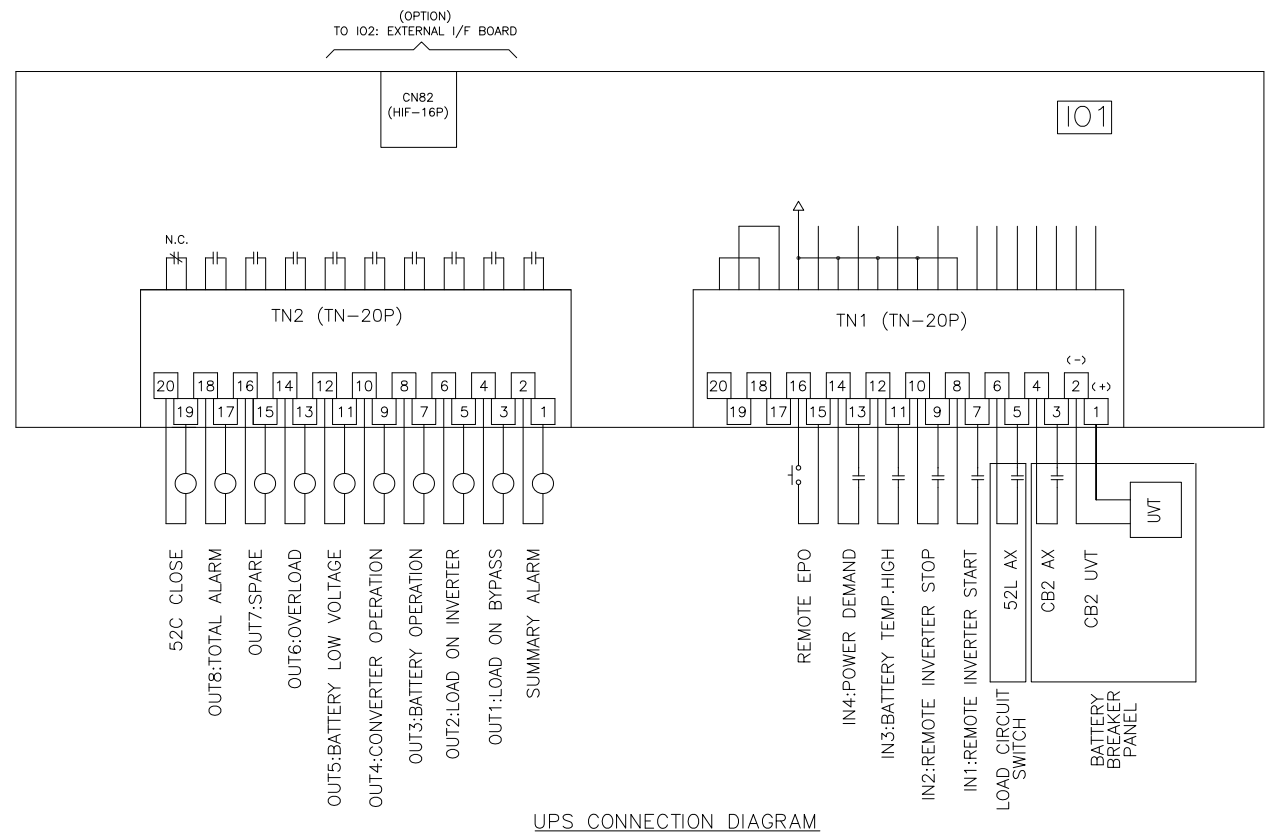 (OPTION)
TO IO2: EXTERNAL I/F BOARD
CN82
(HIF-16P)
IO1
N.C.
TN2 (TN-20P)
TN1 (TN-20P)
(-)
(+)
20 18 16 14 12 10 8 6 4 2
19 17 15 13 11 9 7 5 3 1
20 18 16 14 12 10 8 6 4 2
19 17 15 13 11 9 7 5 3 1
UVT
52C CLOSE
OUT8:TOTAL ALARM
OUT7:SPARE
OUT6:OVERLOAD
OUT5:BATTERY LOW VOLTAGE
OUT4:CONVERTER OPERATION
OUT3:BATTERY OPERATION
OUT2:LOAD ON INVERTER
OUT1:LOAD ON BYPASS
SUMMARY ALARM
REMOTE EPO
IN4:POWER DEMAND
IN3:BATTERY TEMP.HIGH
IN2:REMOTE INVERTER STOP
IN1:REMOTE INVERTER START
52L AX
LOAD CIRCUIT
SWITCH
CB2 AX
CB2 UVT
BATTERY
BREAKER
PANEL
UPS CONNECTION DIAGRAM